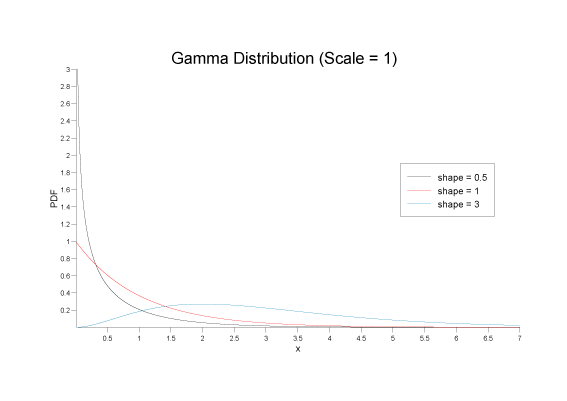 Gamma Distribution (Scale = 1)
3
2.8
2.6
2.4
2.2
2
1.8
1.6
1.4
1.2
1
0.8
0.6
0.4
0.2
PDF
shape = 0.5
shape = 1
shape = 3
0.5 1 1.5 2 2.5 3 3.5 4 4.5 5 5.5 6 6.5 7
x